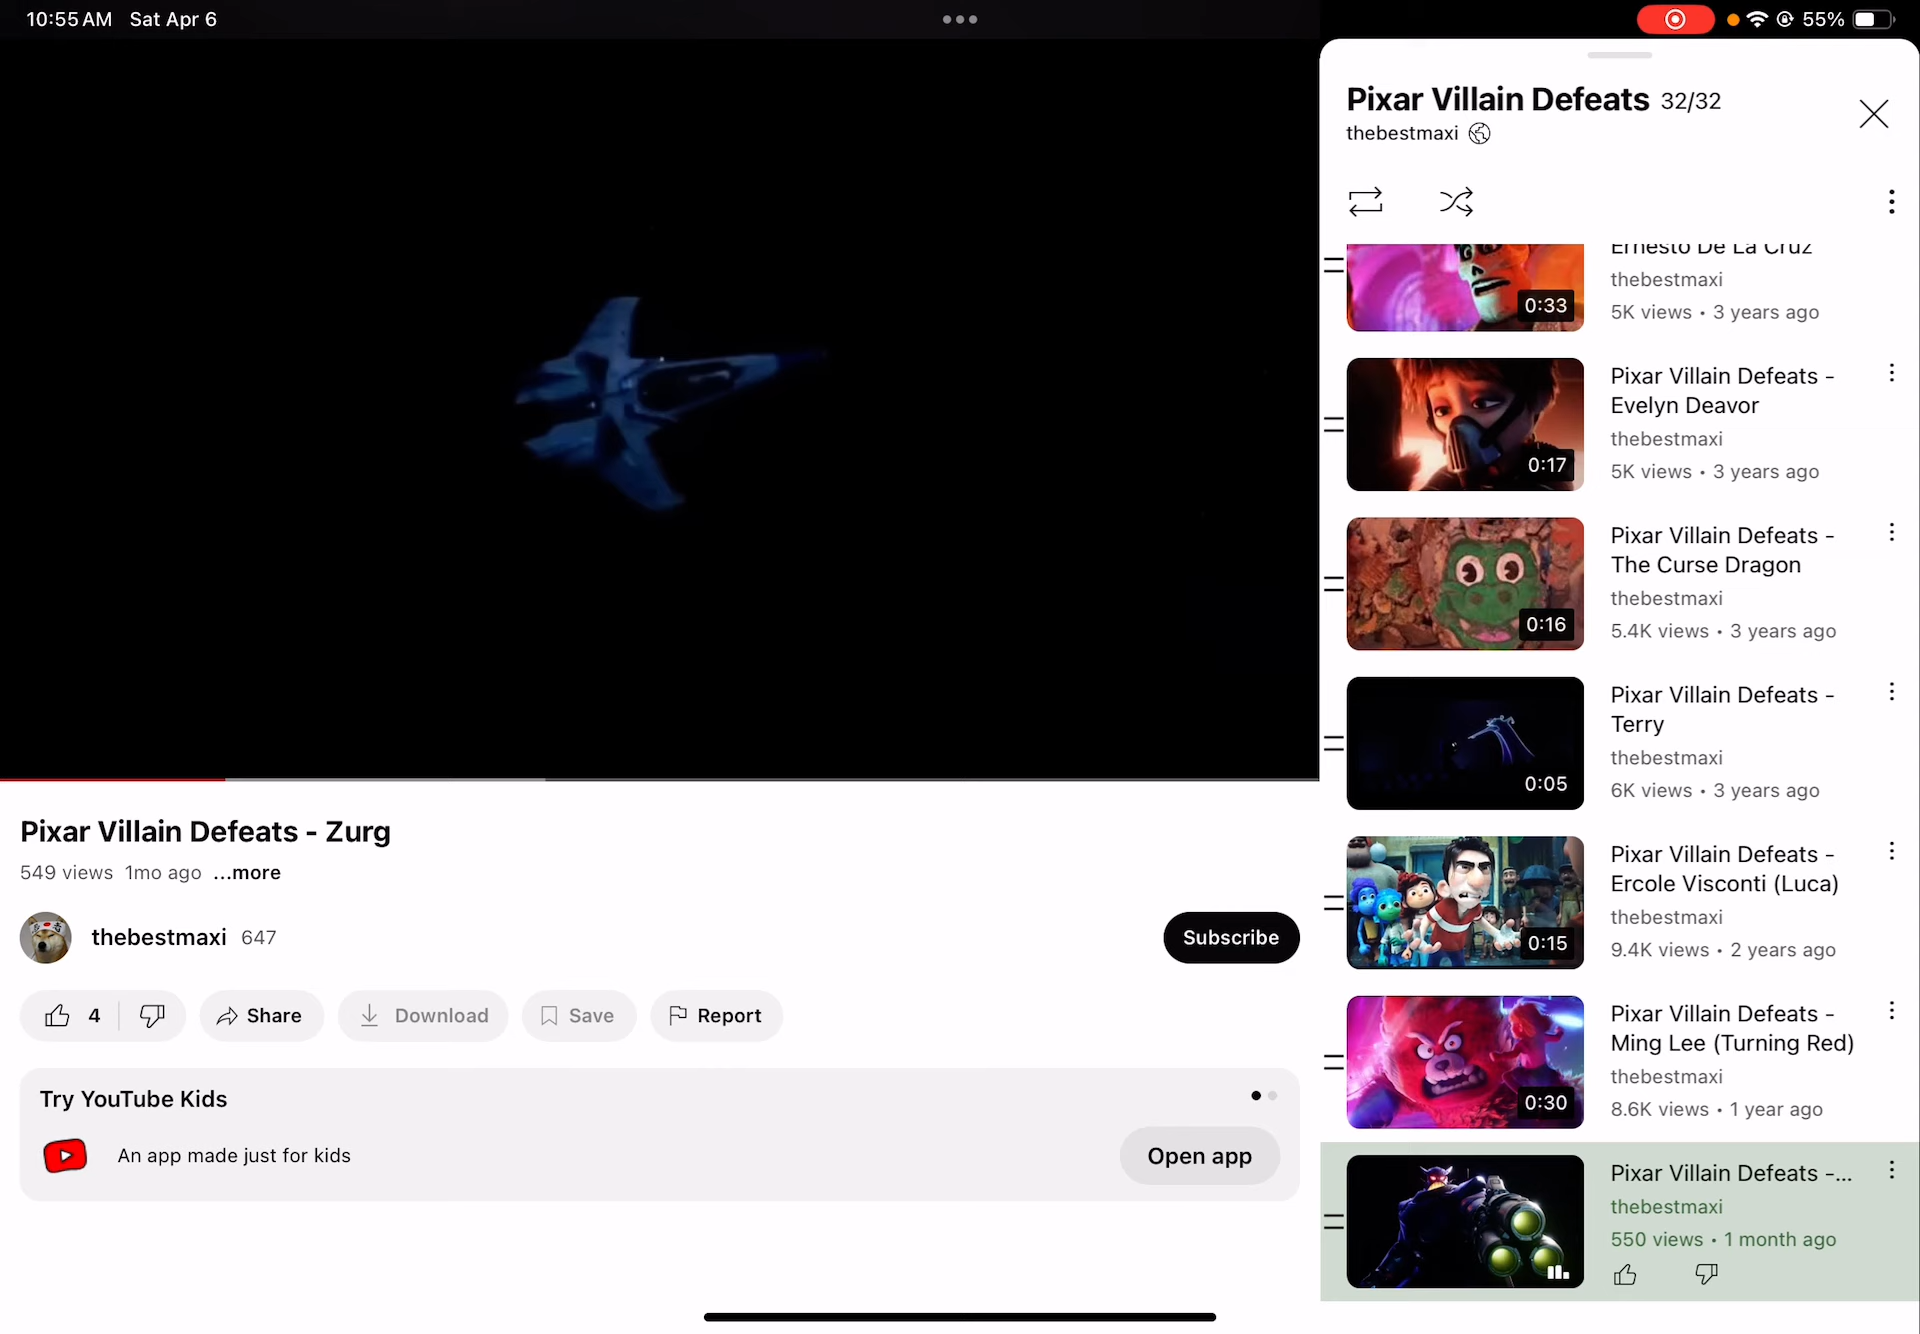 10:55 AM Sat Apr 6
55%
Pixar Villain Defeats 32/32
thebestmaxi
Ernesto De La Cruz
thebestmaxi
5K views • 3 years ago
0:33
Pixar Villain Defeats -
Evelyn Deavor
thebestmaxi
5K views • 3 years ago
0:17
Pixar Villain Defeats -
The Curse Dragon
thebestmaxi
5.4K views • 3 years ago
0:16
Pixar Villain Defeats -
Terry
thebestmaxi
6K views • 3 years ago
0:05
Pixar Villain Defeats -
Ercole Visconti (Luca)
thebestmaxi
9.4K views • 2 years ago
0:15
Pixar Villain Defeats -
Ming Lee (Turning Red)
thebestmaxi
8.6K views • 1 year ago
0:30
Pixar Villain Defeats -...
thebestmaxi
550 views • 1 month ago
Pixar Villain Defeats - Zurg
549 views 1mo ago ...more
thebestmaxi 647
Subscribe
4
Share
Download
Save
Report
Try YouTube Kids
An app made just for kids
Open app